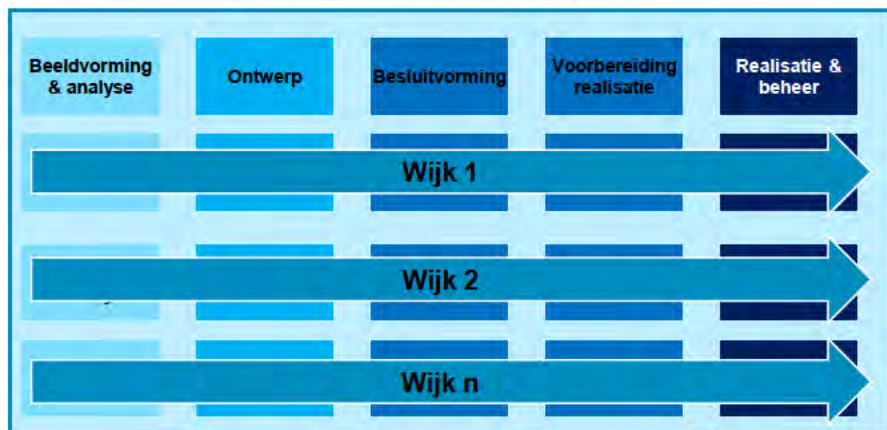 Beeldvorming
& analyse
Ontwerp
Besluitvorming
Voorbereiding
realisatie
Realisatie &
beheer
Wijk 1
Wijk 2
Wijk n